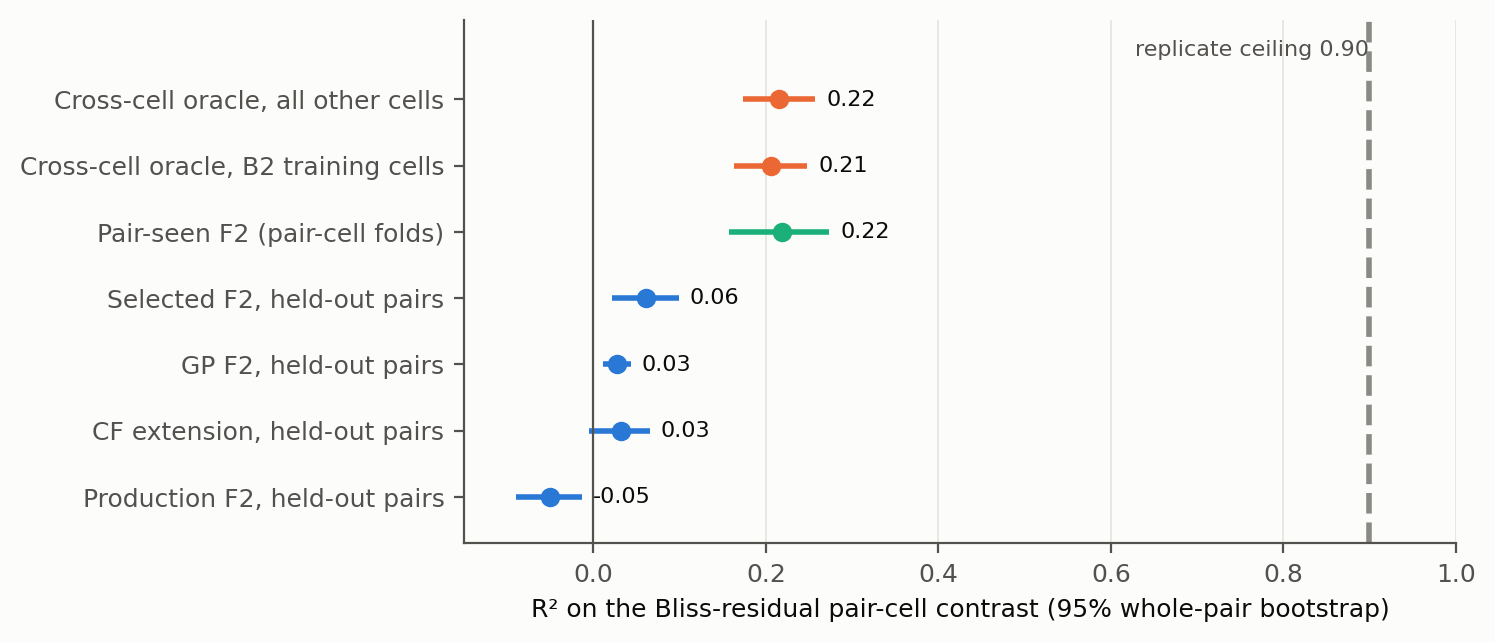 replicate ceiling 0.90
Cross-cell oracle, all other cells 0.22
Cross-cell oracle, B2 training cells 0.21
Pair-seen F2 (pair-cell folds) 0.22
Selected F2, held-out pairs 0.06
GP F2, held-out pairs 0.03
CF extension, held-out pairs 0.03
Production F2, held-out pairs -0.05
0.0 0.2 0.4 0.6 0.8 1.0
R² on the Bliss-residual pair-cell contrast (95% whole-pair bootstrap)